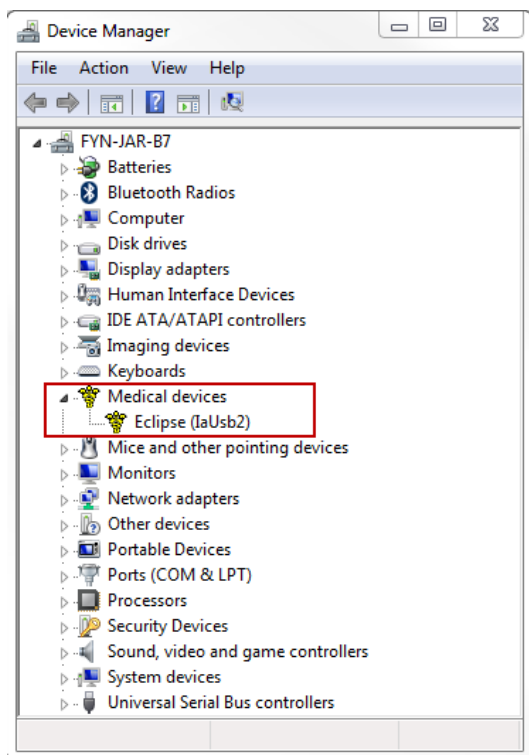 Device Manager
File Action View Help
FYN-JAR-B7
Batteries
Bluetooth Radios
Computer
Disk drives
Display adapters
Human Interface Devices
IDE ATA/ATAPI controllers
Imaging devices
Keyboards
Medical devices
Eclipse (IaUsb2)
Mice and other pointing devices
Monitors
Network adapters
Other devices
Portable Devices
Ports (COM & LPT)
Processors
Security Devices
Sound, video and game controllers
System devices
Universal Serial Bus controllers